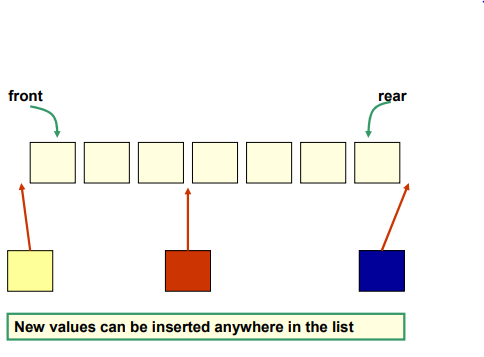 front
rear
New values can be inserted anywhere in the list